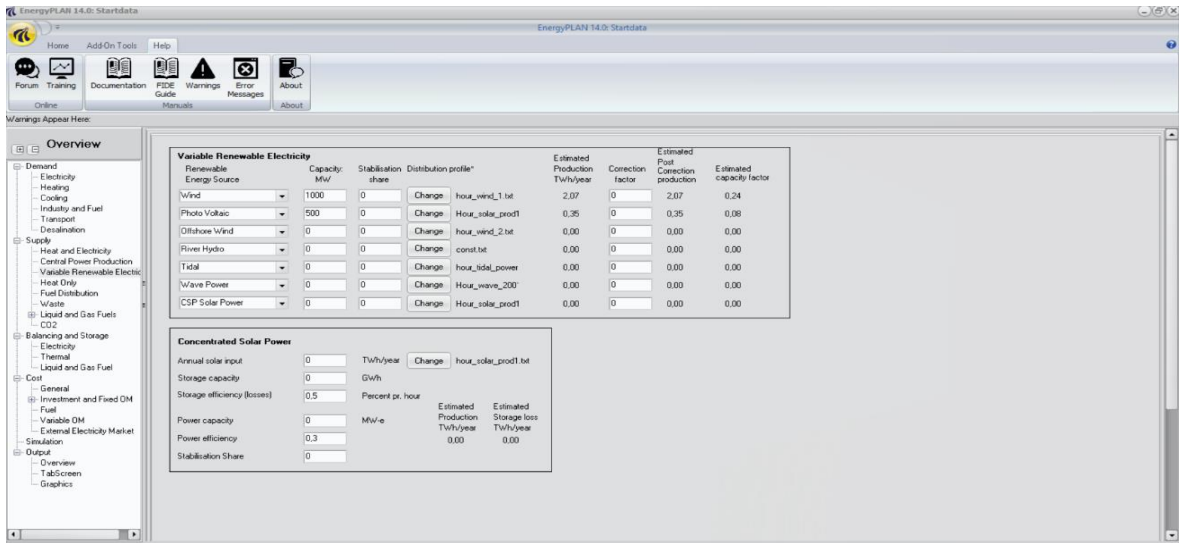 EnergyPLAN 14.0: Startdata
EnergyPLAN 14.0: Startdata
Home Add-On Tools Help
Forum Training Documentation FIDE Guide Warnings Error Messages About
Online Manuals About
Warnings Appear Here:
Overview
Demand
Electricity
Heating
Cooling
Industry and Fuel
Transport
Desalination
Supply
Heat and Electricity
Central Power Production
Variable Renewable Electric
Heat Only
Fuel Distribution
Waste
Liquid and Gas Fuels
CO2
Balancing and Storage
Electricity
Thermal
Liquid and Gas Fuel
Cost
General
Investment and Fixed OM
Fuel
Variable OM
External Electricity Market
Simulation
Output
Overview
TabScreen
Graphics
Variable Renewable Electricity
Renewable Energy Source Capacity: MW Stabilisation share Distribution profile* Estimated Production TWh/year Correction factor Estimated Post Correction production Estimated capacity factor
Wind 1000 0 Change hour_wind_1.txt 2,07 0 2,07 0,24
Photo Voltaic 500 0 Change Hour_solar_prod1 0,35 0 0,35 0,08
Offshore Wind 0 0 Change hour_wind_2.txt 0,00 0 0,00 0,00
River Hydro 0 0 Change const.txt 0,00 0 0,00 0,00
Tidal 0 0 Change hour_tidal_power 0,00 0 0,00 0,00
Wave Power 0 0 Change Hour_wave_200 0,00 0 0,00 0,00
CSP Solar Power 0 0 Change Hour_solar_prod1 0,00 0 0,00 0,00
Concentrated Solar Power
Annual solar input 0 TWh/year Change hour_solar_prod1.txt
Storage capacity 0 GWh
Storage efficiency (losses) 0,5 Percent pr. hour
Estimated Production TWh/year Estimated Storage loss TWh/year
Power capacity 0 MW-e
Power efficiency 0,3 0,00 0,00
Stabilisation Share 0